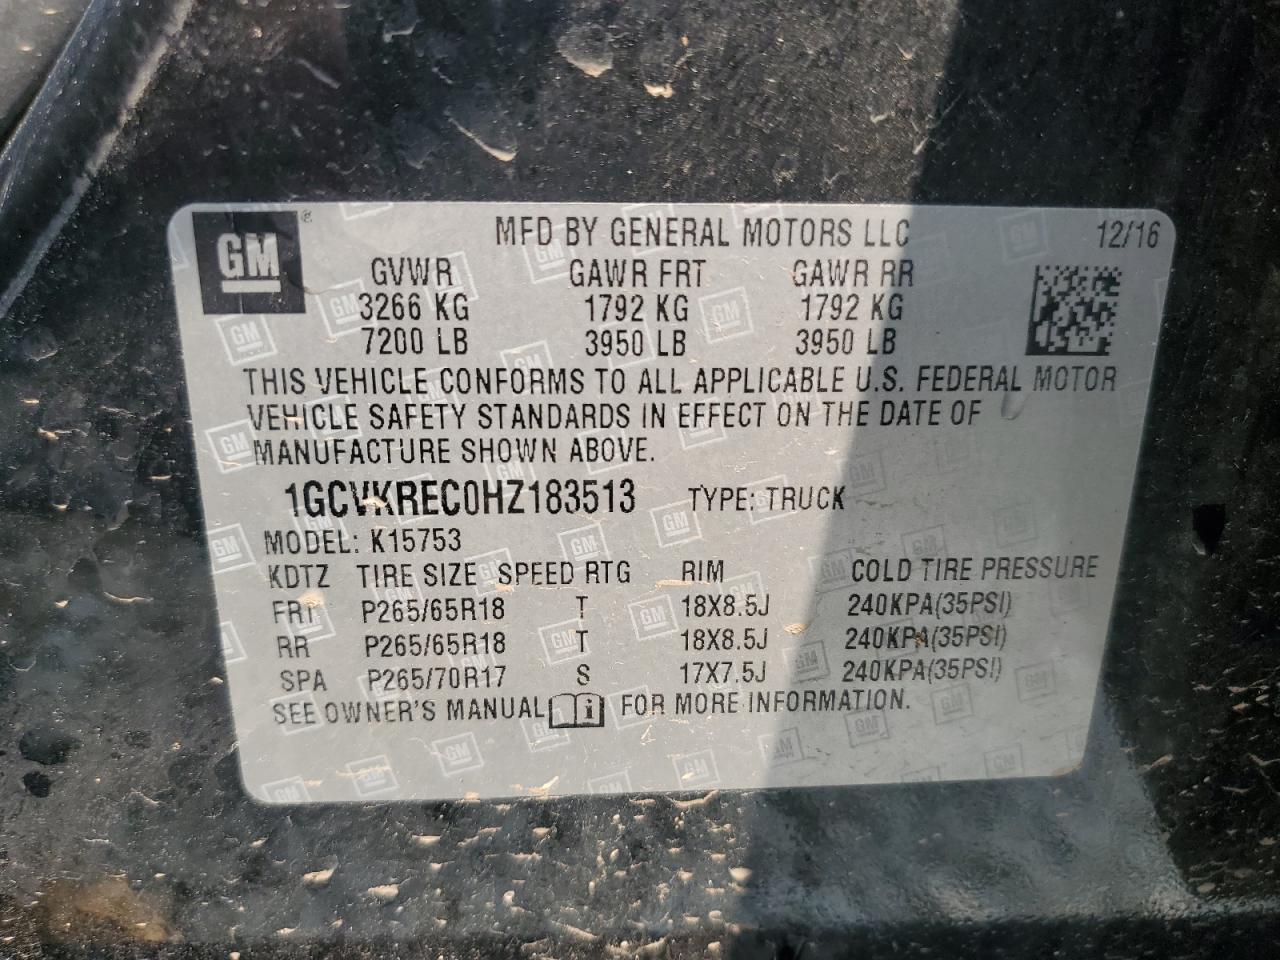 GM ® MFD BY GENERAL MOTORS LLC 12/16
GVWR GAWR FRT GAWR RR
3266 KG 1792 KG 1792 KG
7200 LB 3950 LB 3950 LB
THIS VEHICLE CONFORMS TO ALL APPLICABLE U.S. FEDERAL MOTOR
VEHICLE SAFETY STANDARDS IN EFFECT ON THE DATE OF
MANUFACTURE SHOWN ABOVE.
1GCVKREC0HZ183513 TYPE: TRUCK
MODEL: K15753
KDTZ TIRE SIZE SPEED RTG RIM COLD TIRE PRESSURE
FRT P265/65R18 T 18X8.5J 240KPA(35PSI)
RR P265/65R18 T 18X8.5J 240KPA(35PSI)
SPA P265/70R17 S 17X7.5J 240KPA(35PSI)
SEE OWNER'S MANUAL i FOR MORE INFORMATION.